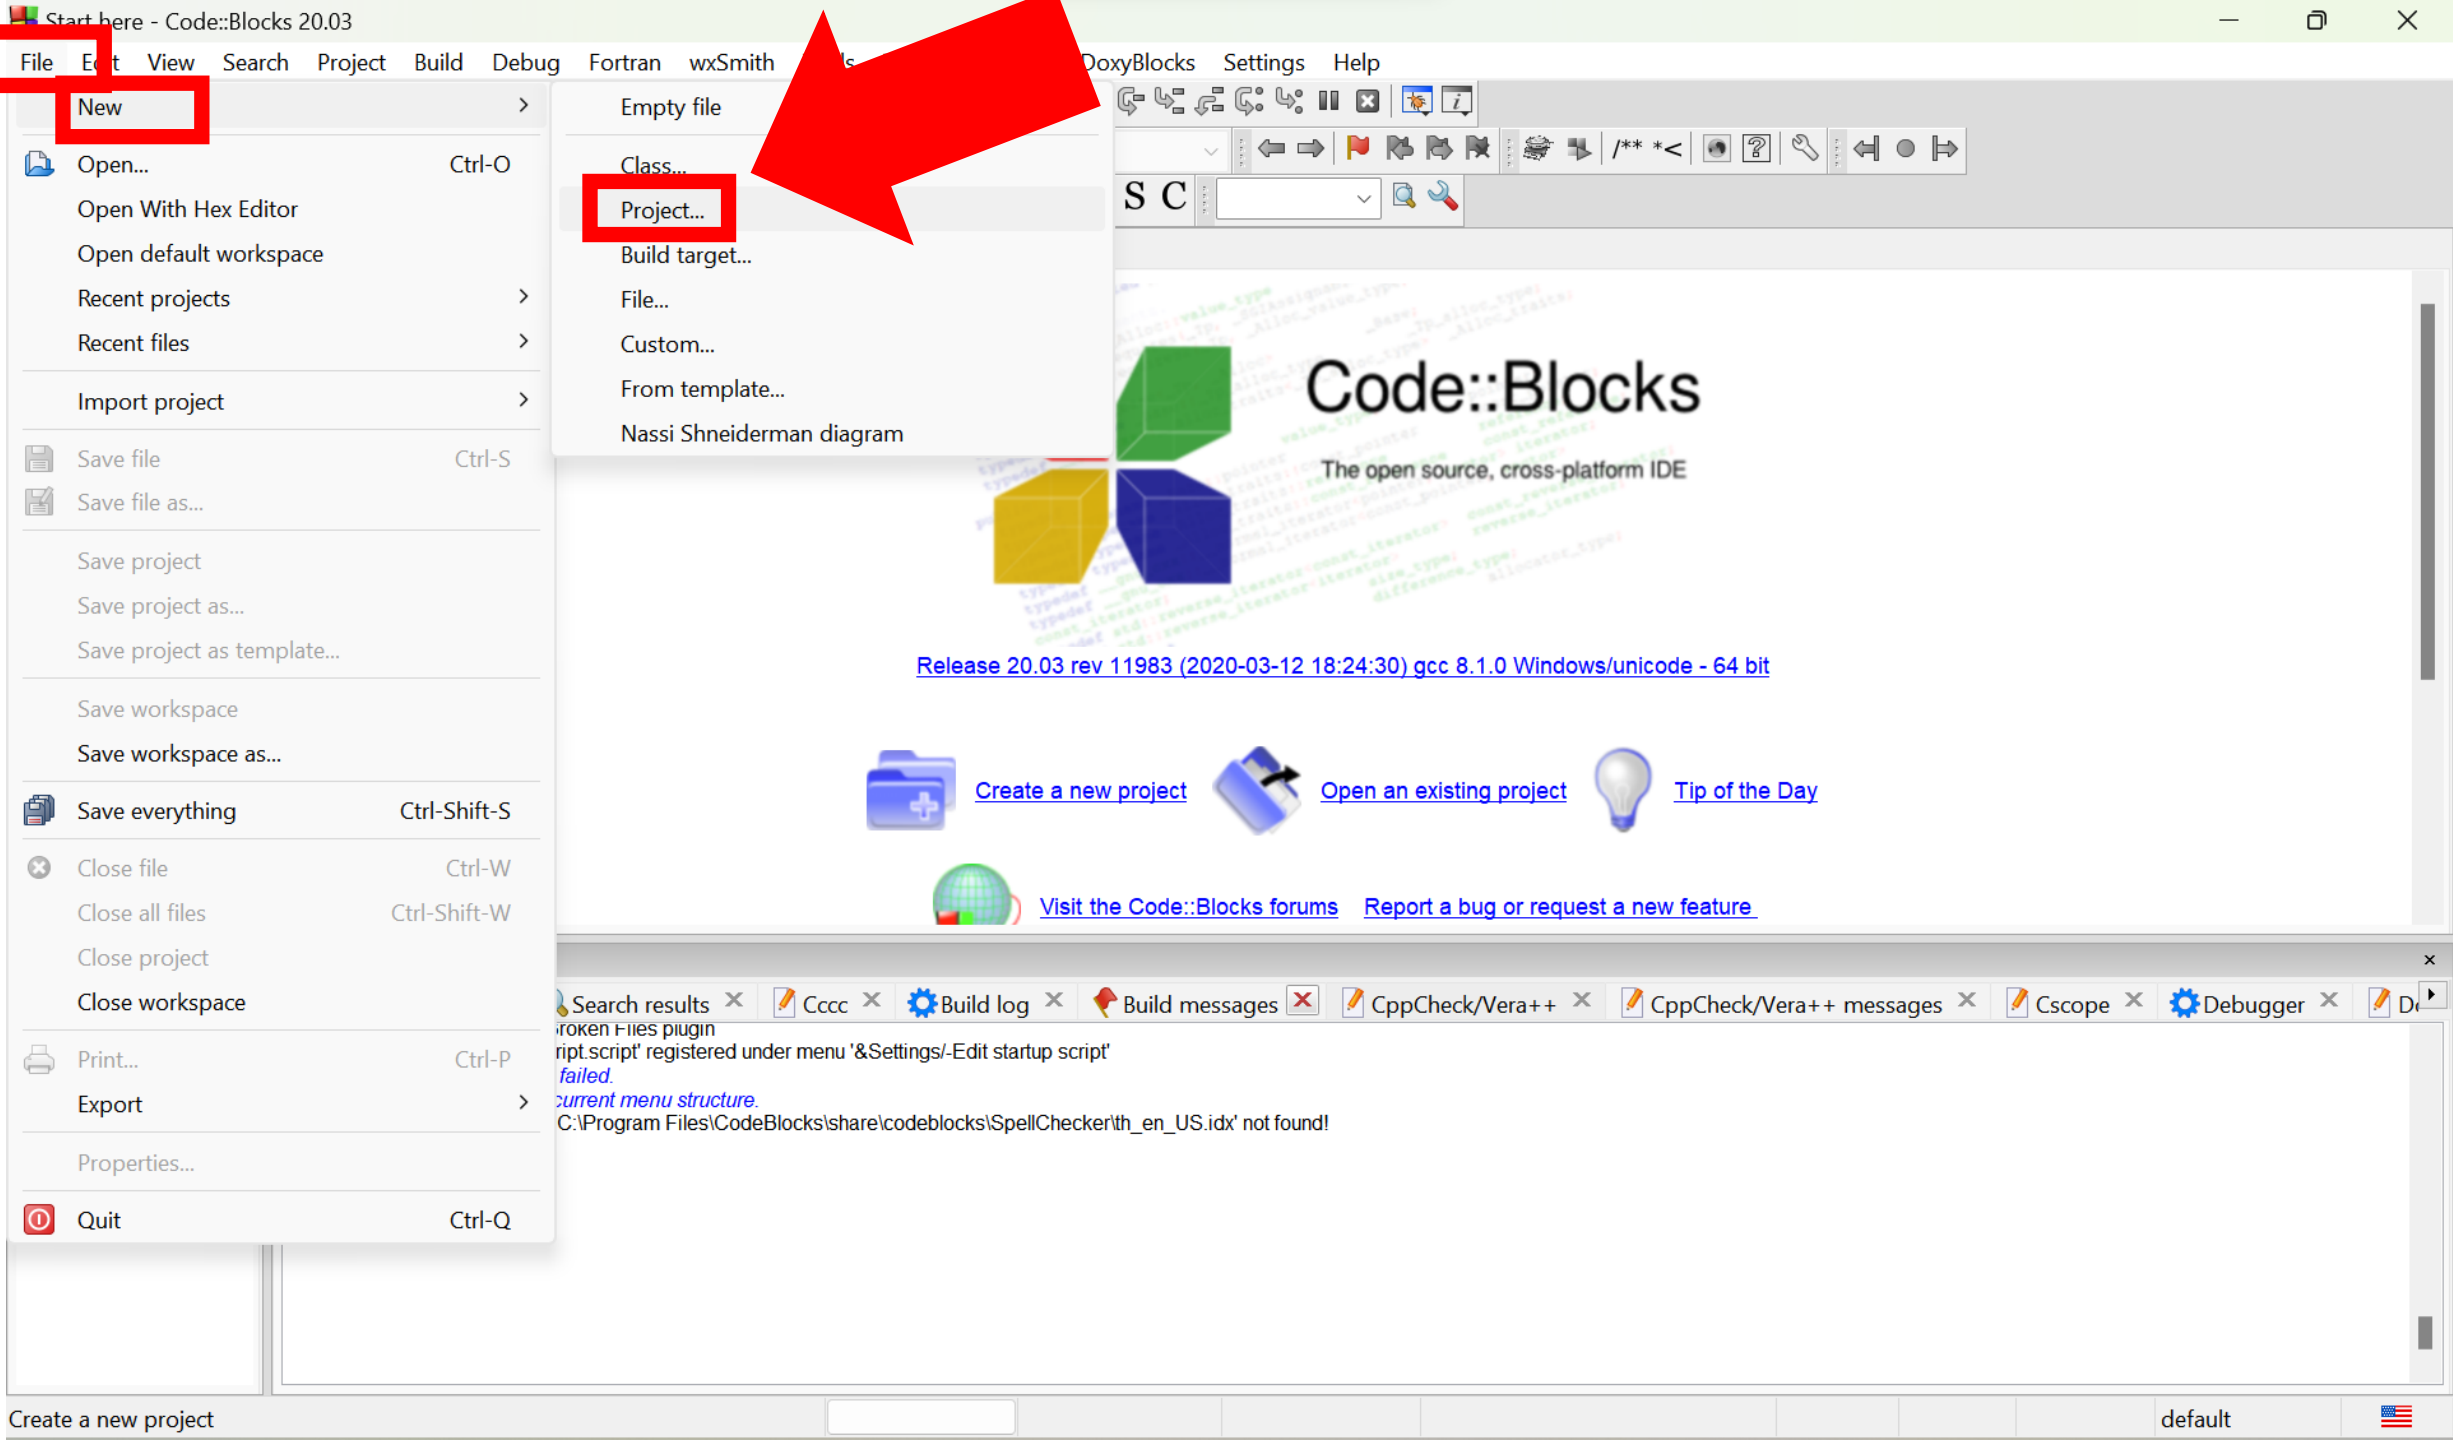 Start here - Code::Blocks 20.03
File Edit View Search Project Build Debug Fortran wxSmith DoxyBlocks Settings Help
New
Open... Ctrl-O
Open With Hex Editor
Open default workspace
Recent projects
Recent files
Import project
Save file Ctrl-S
Save file as...
Save project
Save project as...
Save project as template...
Save workspace
Save workspace as...
Save everything Ctrl-Shift-S
Close file Ctrl-W
Close all files Ctrl-Shift-W
Close project
Close workspace
Print... Ctrl-P
Export
Properties...
Quit Ctrl-Q
Empty file
Class...
Project...
Build target...
File...
Custom...
From template...
Nassi Shneiderman diagram
/** *<
S C
Code::Blocks
The open source, cross-platform IDE
Release 20.03 rev 11983 (2020-03-12 18:24:30) gcc 8.1.0 Windows/unicode - 64 bit
Create a new project Open an existing project Tip of the Day
Visit the Code::Blocks forums Report a bug or request a new feature
Search results Cccc Build log Build messages CppCheck/Vera++ CppCheck/Vera++ messages Cscope Debugger
Files plugin
ript.script' registered under menu '&Settings/-Edit startup script'
failed.
current menu structure.
C:\Program Files\CodeBlocks\share\codeblocks\SpellChecker\th_en_US.idx' not found!
Create a new project default